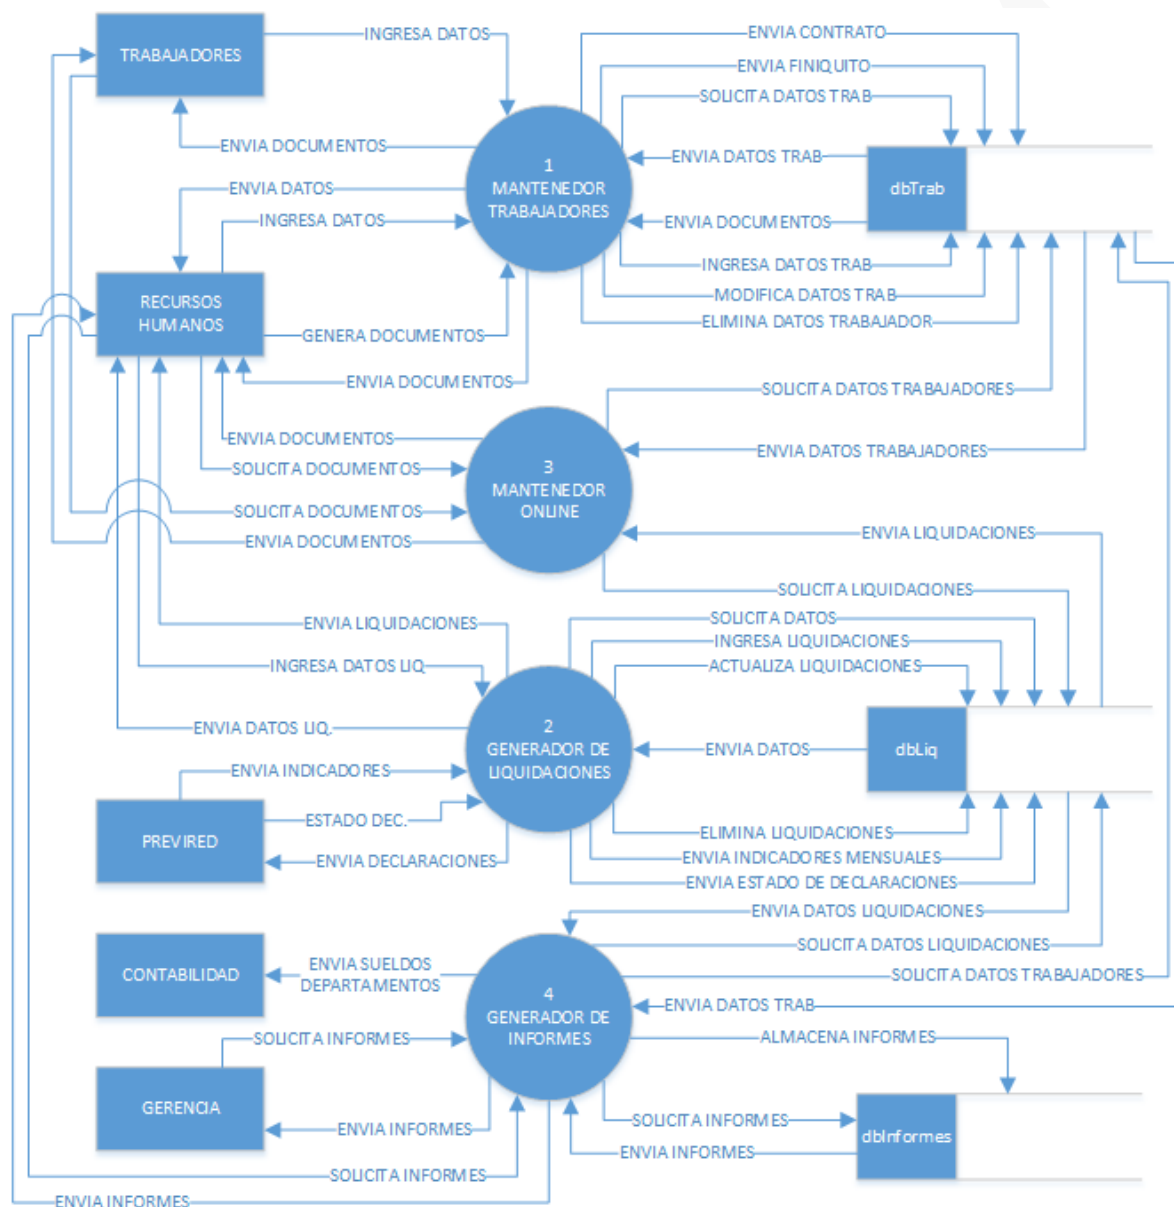 TRABAJADORES
INGRESA DATOS
ENVIA CONTRATO
ENVIA FINIQUITO
SOLICITA DATOS TRAB
ENVIA DOCUMENTOS
ENVIA DATOS TRAB
1
MANTENEDOR
TRABAJADORES
dbTrab
ENVIA DATOS
INGRESA DATOS
ENVIA DOCUMENTOS
INGRESA DATOS TRAB
MODIFICA DATOS TRAB
ELIMINA DATOS TRABAJADOR
RECURSOS
HUMANOS
GENERA DOCUMENTOS
ENVIA DOCUMENTOS
SOLICITA DATOS TRABAJADORES
ENVIA DOCUMENTOS
ENVIA DATOS TRABAJADORES
SOLICITA DOCUMENTOS
3
MANTENEDOR
ONLINE
SOLICITA DOCUMENTOS
ENVIA DOCUMENTOS
ENVIA LIQUIDACIONES
SOLICITA LIQUIDACIONES
ENVIA LIQUIDACIONES
SOLICITA DATOS
INGRESA LIQUIDACIONES
INGRESA DATOS LIQ
ACTUALIZA LIQUIDACIONES
ENVIA DATOS LIQ.
2
GENERADOR DE
LIQUIDACIONES
ENVIA DATOS
dbLiq
ENVIA INDICADORES
ESTADO DEC.
PREVIRED
ENVIA DECLARACIONES
ELIMINA LIQUIDACIONES
ENVIA INDICADORES MENSUALES
ENVIA ESTADO DE DECLARACIONES
ENVIA DATOS LIQUIDACIONES
SOLICITA DATOS LIQUIDACIONES
CONTABILIDAD
ENVIA SUELDOS
DEPARTAMENTOS
SOLICITA DATOS TRABAJADORES
4
GENERADOR DE
INFORMES
ENVIA DATOS TRAB
SOLICITA INFORMES
ALMACENA INFORMES
GERENCIA
ENVIA INFORMES
SOLICITA INFORMES
dbInformes
ENVIA INFORMES
SOLICITA INFORMES
ENVIA INFORMES